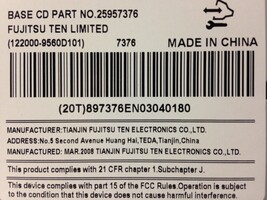 BASE CD PART NO.25957376
FUJITSU TEN LIMITED
(122000-9560D101) 7376
MADE IN CHINA
(20T)897376EN03040180
MANUFACTURER:TIANJIN FUJITSU TEN ELECTRONICS CO.,LTD.
ADDRESS:No.5 Second Avenue Huang Hai,TEDA,Tianjin,China
MANUFACTURED: MAR.2008 TIANJIN FUJITSU TEN ELECTRONICS CO.,LTD.
This product complies with 21 CFR chapter 1.Subchapter J.
This device complies with part 15 of the FCC Rules.Operation is subject
to the condition that this device does not cause harmful interference.